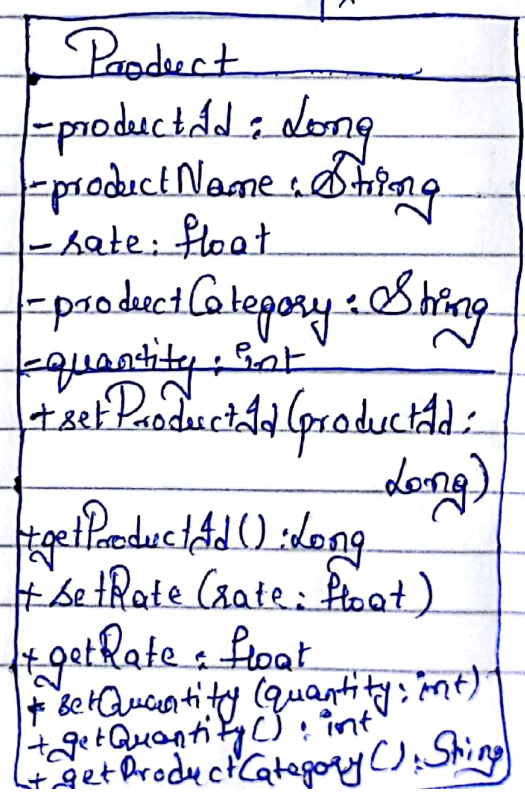 Product
-productId : Long
-productName : String
- rate : float
- productCategory : String
-quantity : int
+setProductId(productId :
Long)
+getProductId() : Long
+ setRate (rate : float)
+ getRate : float
+ setQuantity (quantity : int)
+ getQuantity() : int
+ getProductCategory() : String